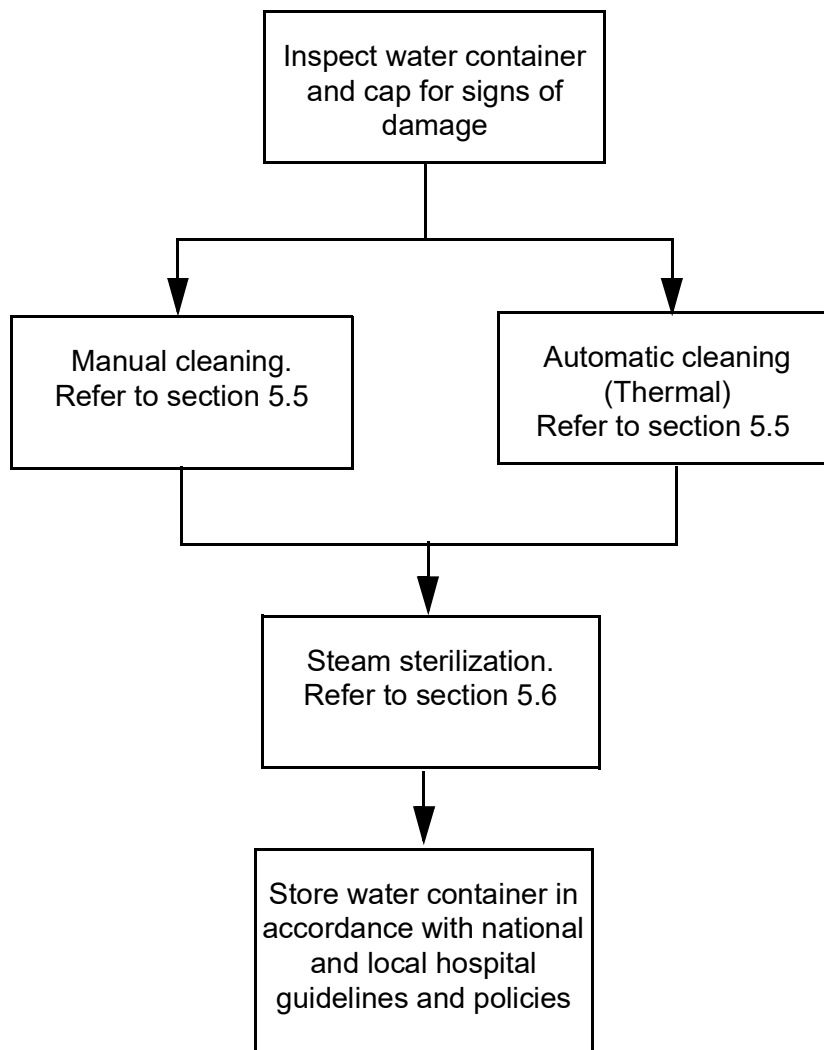 Inspect water container
and cap for signs of
damage
Manual cleaning.
Refer to section 5.5
Automatic cleaning
(Thermal)
Refer to section 5.5
Steam sterilization.
Refer to section 5.6
Store water container in
accordance with national
and local hospital
guidelines and policies